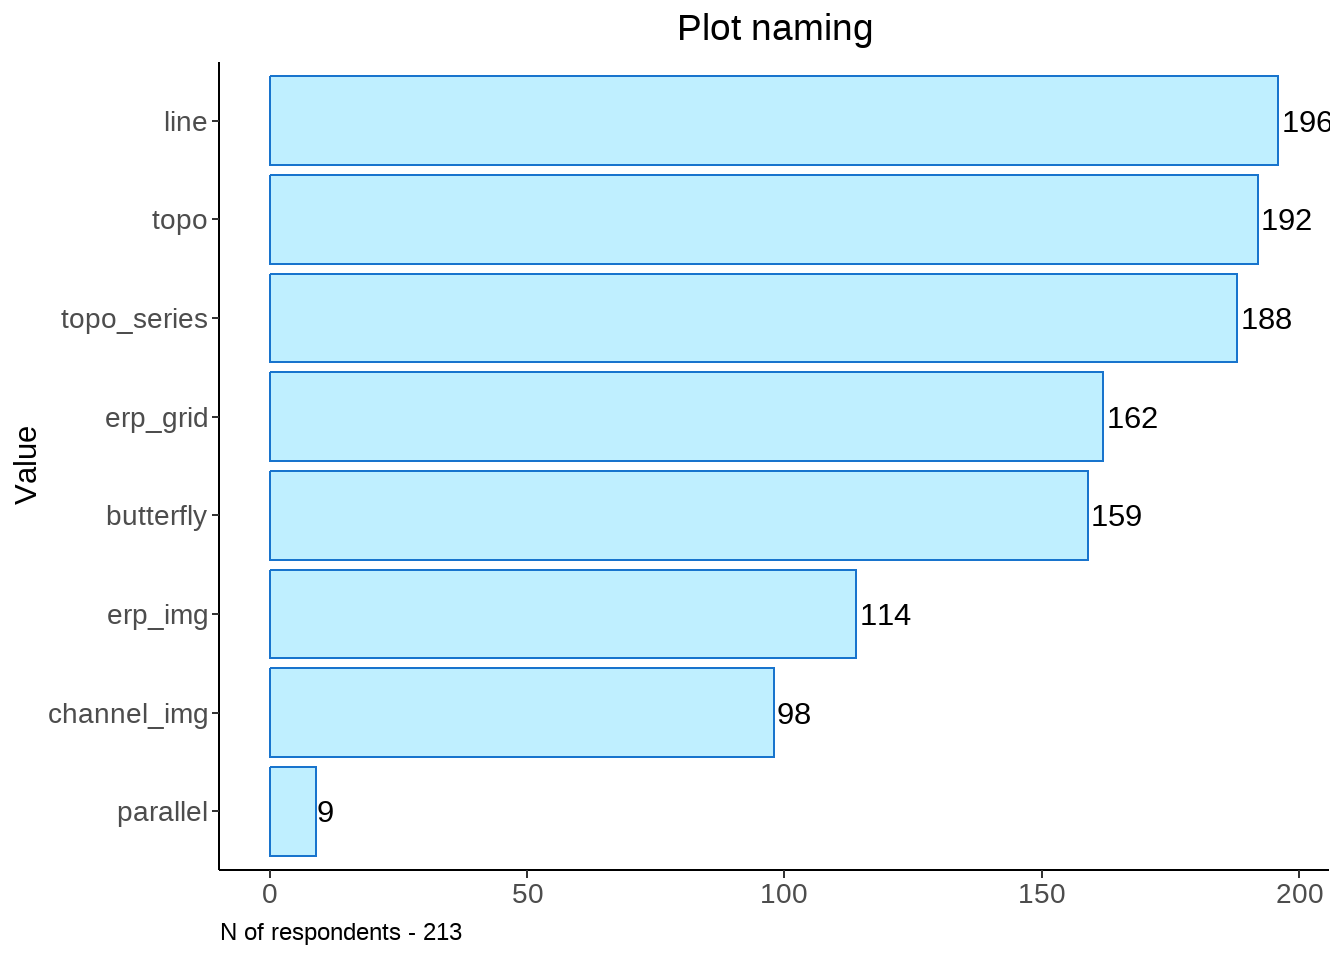 Plot naming
line
196
topo
192
topo_series
188
erp_grid
162
butterfly
159
erp_img
114
channel_img
98
parallel
9
Value
0 50 100 150 200
N of respondents - 213